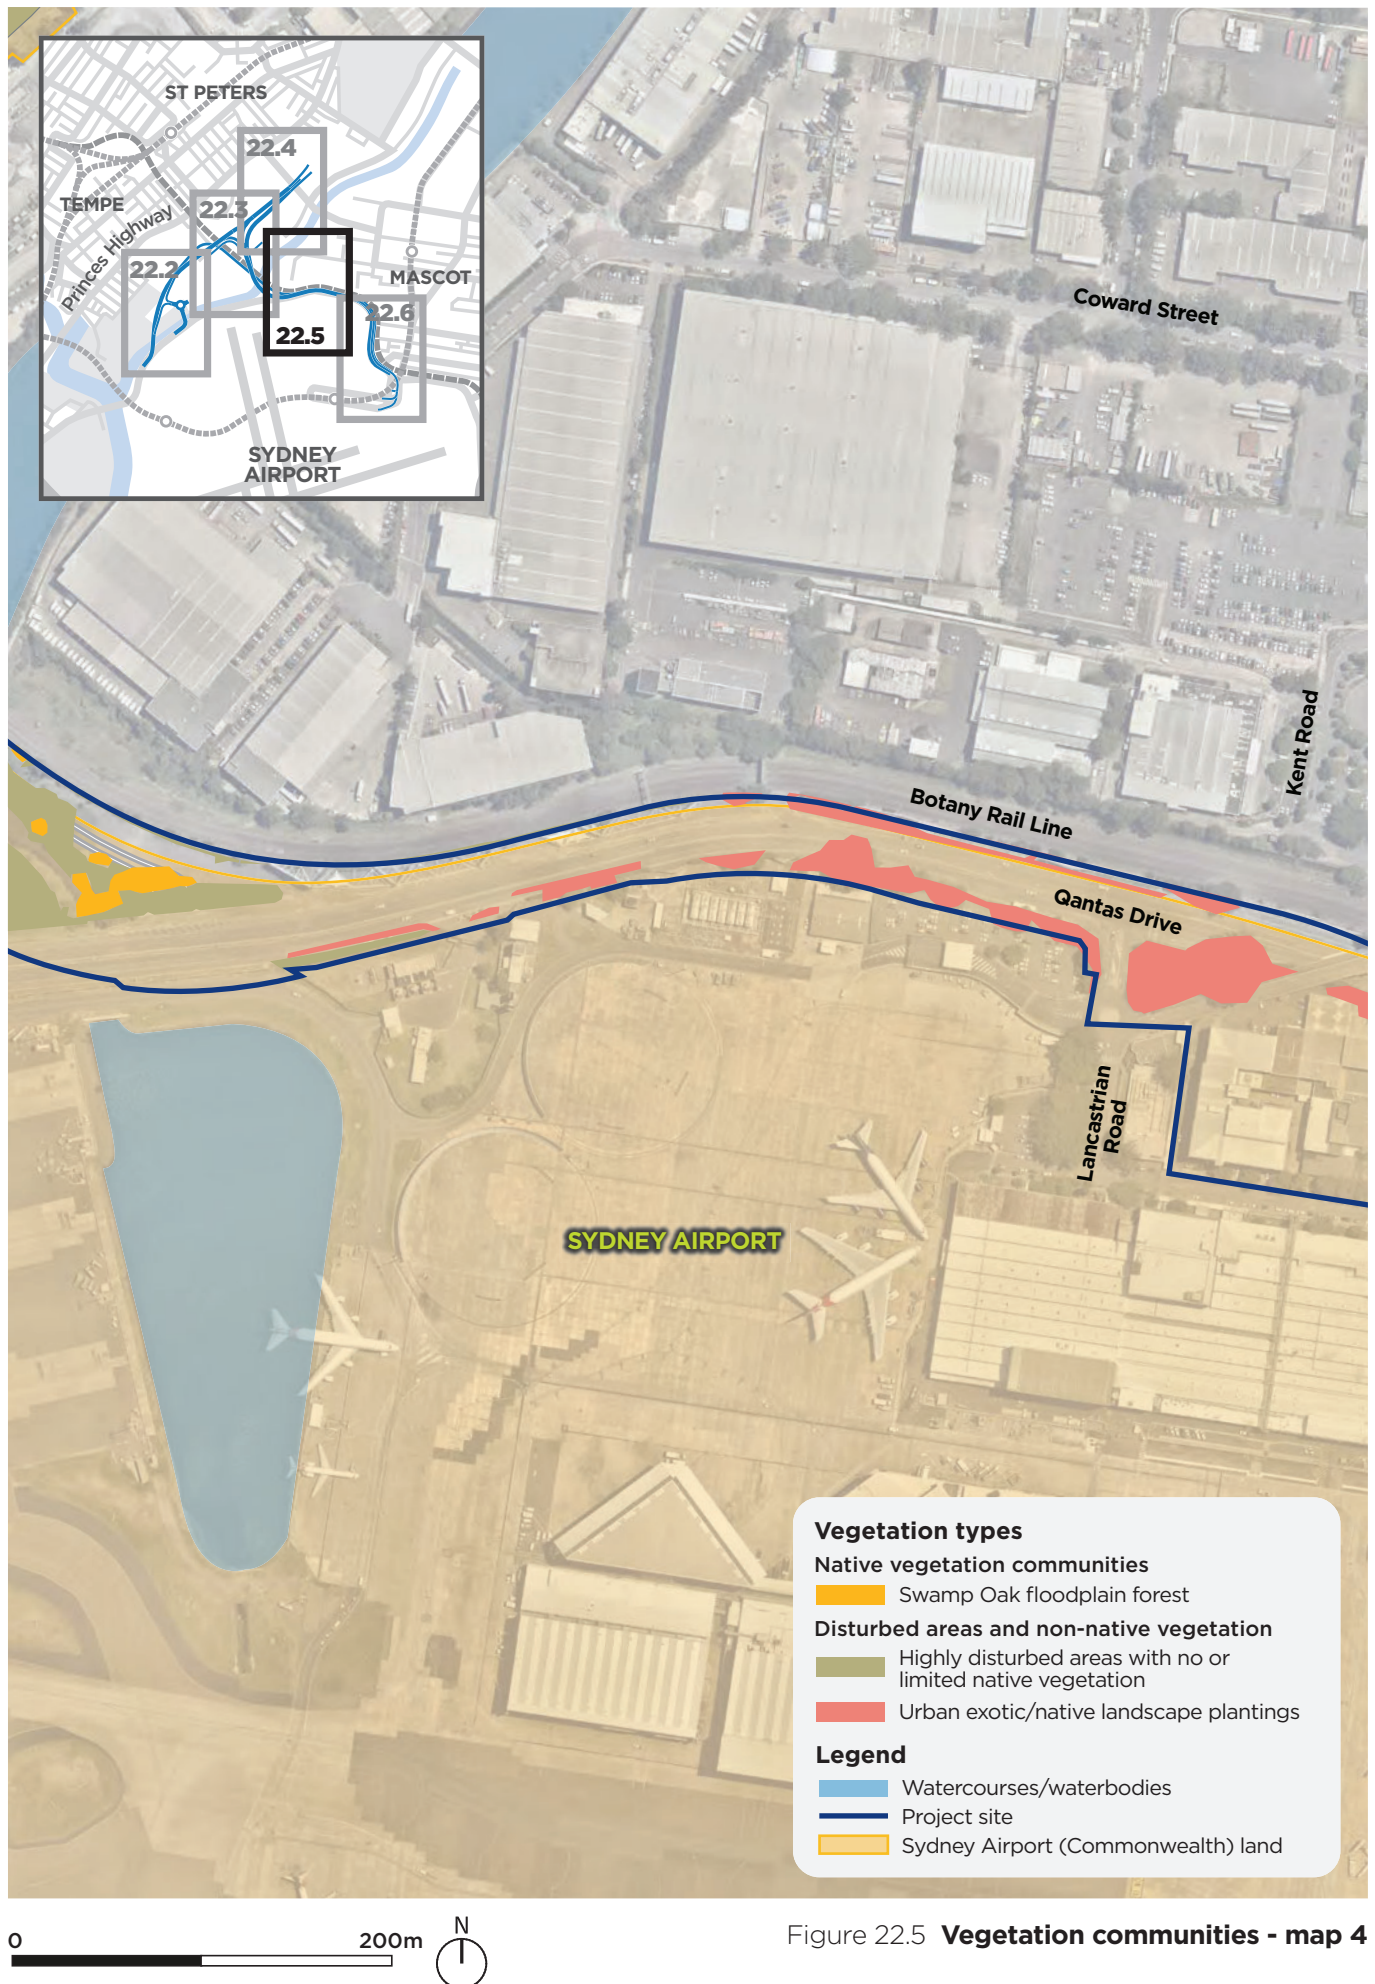 ST PETERS
22.4
TEMPE
22.3
Princes Highway
22.2
MASCOT
22.6
22.5
SYDNEY
AIRPORT
Coward Street
Kent Road
Botany Rail Line
Qantas Drive
Lancastrian
Road
SYDNEY AIRPORT
Vegetation types
Native vegetation communities
Swamp Oak floodplain forest
Disturbed areas and non-native vegetation
Highly disturbed areas with no or
limited native vegetation
Urban exotic/native landscape plantings
Legend
Watercourses/waterbodies
Project site
Sydney Airport (Commonwealth) land
0
200m
N
Figure 22.5 Vegetation communities - map 4